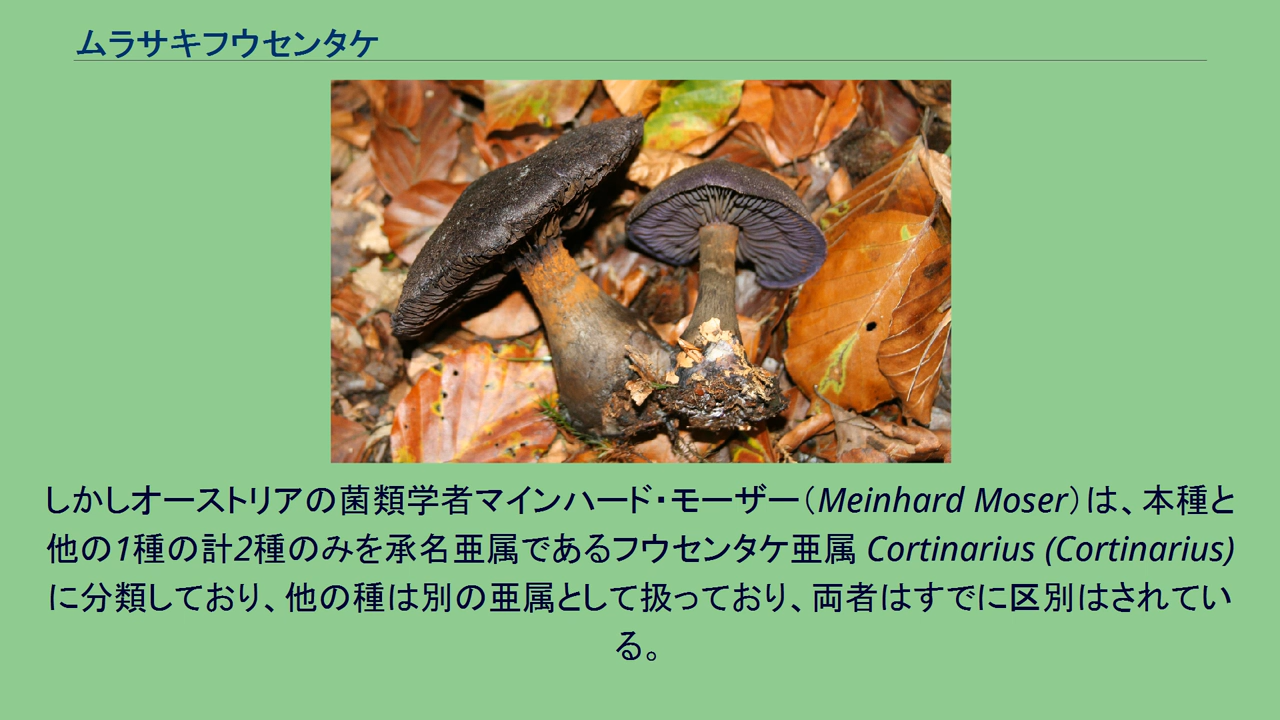 ムラサキフウセンタケ
しかしオーストリアの菌類学者マインハード・モーザー（Meinhard Moser）は、本種と
他の1種の計2種のみを承名亜属であるフウセンタケ亜属 Cortinarius (Cortinarius)
に分類しており、他の種は別の亜属として扱っており、両者はすでに区別はされてい
る。